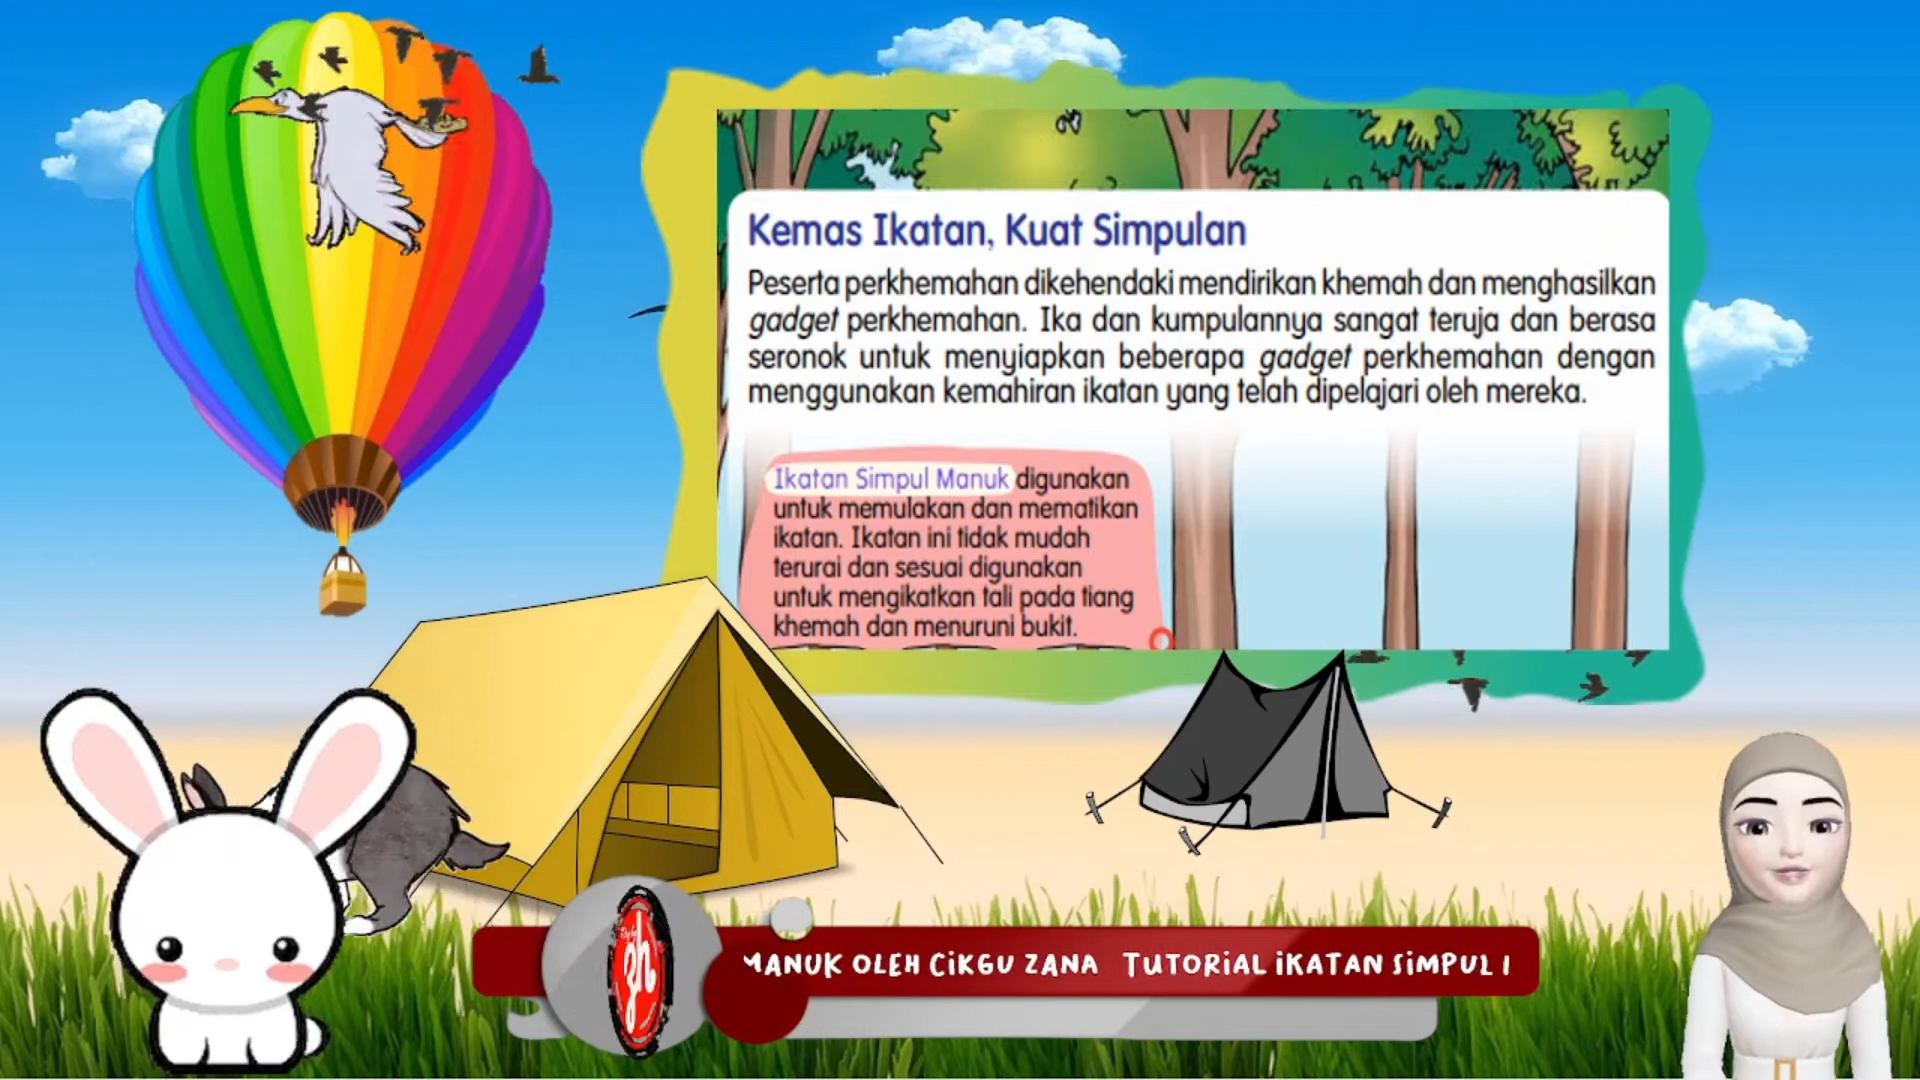 Kemas Ikatan, Kuat Simpulan
Peserta perkhemahan dikehendaki mendirikan khemah dan menghasilkan
gadget perkhemahan. Ika dan kumpulannya sangat teruja dan berasa
seronok untuk menyiapkan beberapa gadget perkhemahan dengan
menggunakan kemahiran ikatan yang telah dipelajari oleh mereka.
Ikatan Simpul Manuk digunakan
untuk memulakan dan mematikan
ikatan. Ikatan ini tidak mudah
terurai dan sesuai digunakan
untuk mengikatkan tali pada tiang
khemah dan menuruni bukit.
MANUK OLEH CiKGU ZANA TUTORiAL iKATAN SiMPUL